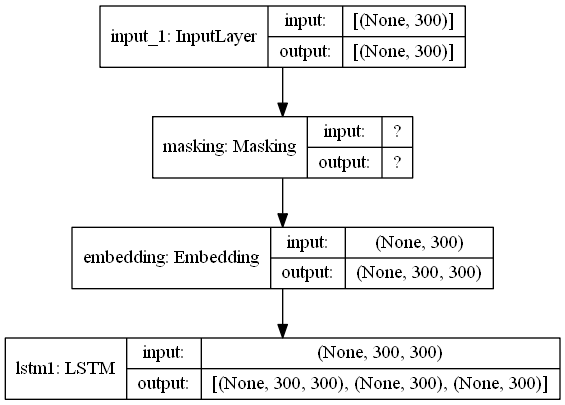 input_1: InputLayer
input: [(None, 300)]
output: [(None, 300)]
masking: Masking
input: ?
output: ?
embedding: Embedding
input: (None, 300)
output: (None, 300, 300)
lstm1: LSTM
input: (None, 300, 300)
output: [(None, 300, 300), (None, 300), (None, 300)]